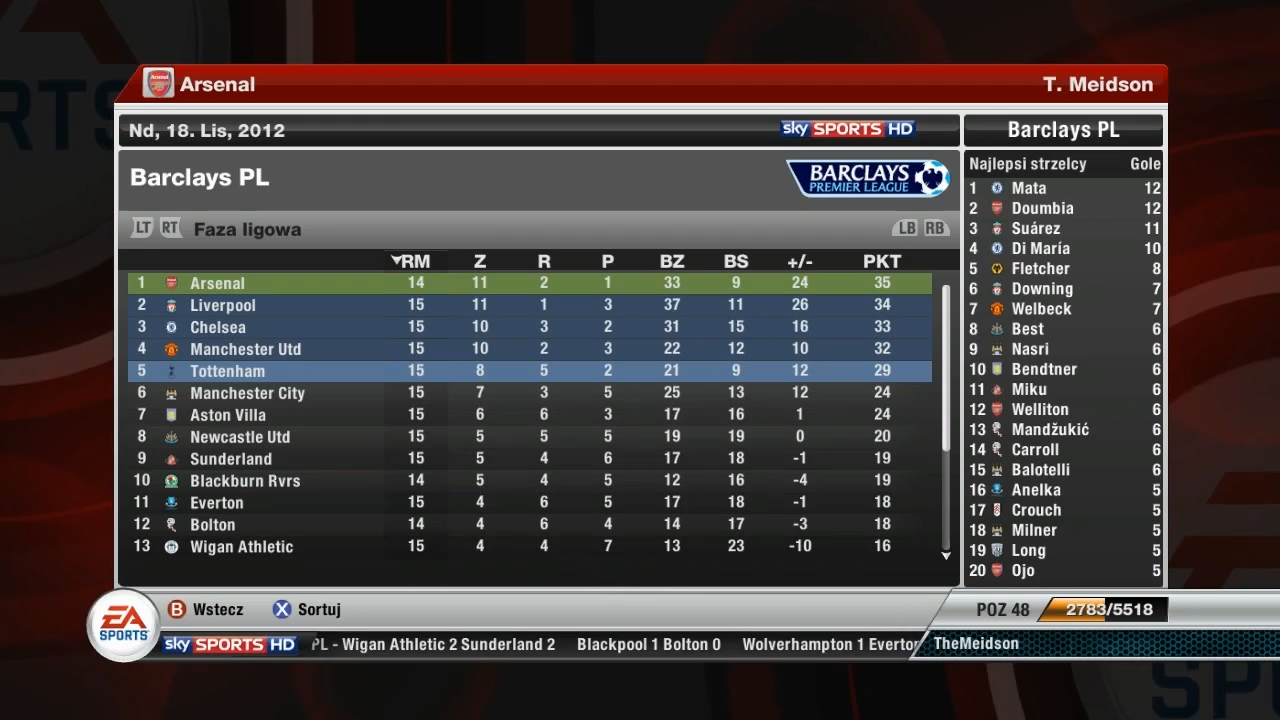 Arsenal T. Meidson
Nd, 18. Lis, 2012 sky SPORTS HD Barclays PL
Barclays PL BARCLAYS PREMIER LEAGUE
LT RT Faza ligowa LB RB
RM Z R P BZ BS +/- PKT
1 Arsenal 14 11 2 1 33 9 24 35
2 Liverpool 15 11 1 3 37 11 26 34
3 Chelsea 15 10 3 2 31 15 16 33
4 Manchester Utd 15 10 2 3 22 12 10 32
5 Tottenham 15 8 5 2 21 9 12 29
6 Manchester City 15 7 3 5 25 13 12 24
7 Aston Villa 15 6 6 3 17 16 1 24
8 Newcastle Utd 15 5 5 5 19 19 0 20
9 Sunderland 15 5 4 6 17 18 -1 19
10 Blackburn Rvrs 14 5 4 5 12 16 -4 19
11 Everton 15 4 6 5 17 18 -1 18
12 Bolton 14 4 6 4 14 17 -3 18
13 Wigan Athletic 15 4 4 7 13 23 -10 16
Najlepsi strzelcy Gole
1 Mata 12
2 Doumbia 12
3 Suárez 11
4 Di María 10
5 Fletcher 8
6 Downing 7
7 Welbeck 7
8 Best 6
9 Nasri 6
10 Bendtner 6
11 Miku 6
12 Welliton 6
13 Mandžukić 6
14 Carroll 6
15 Balotelli 6
16 Anelka 5
17 Crouch 5
18 Milner 5
19 Long 5
20 Ojo 5
EA SPORTS B Wstecz X Sortuj POZ 48 2783/5518
sky SPORTS HD PL - Wigan Athletic 2 Sunderland 2 Blackpool 1 Bolton 0 Wolverhampton 1 Everton TheMeidson